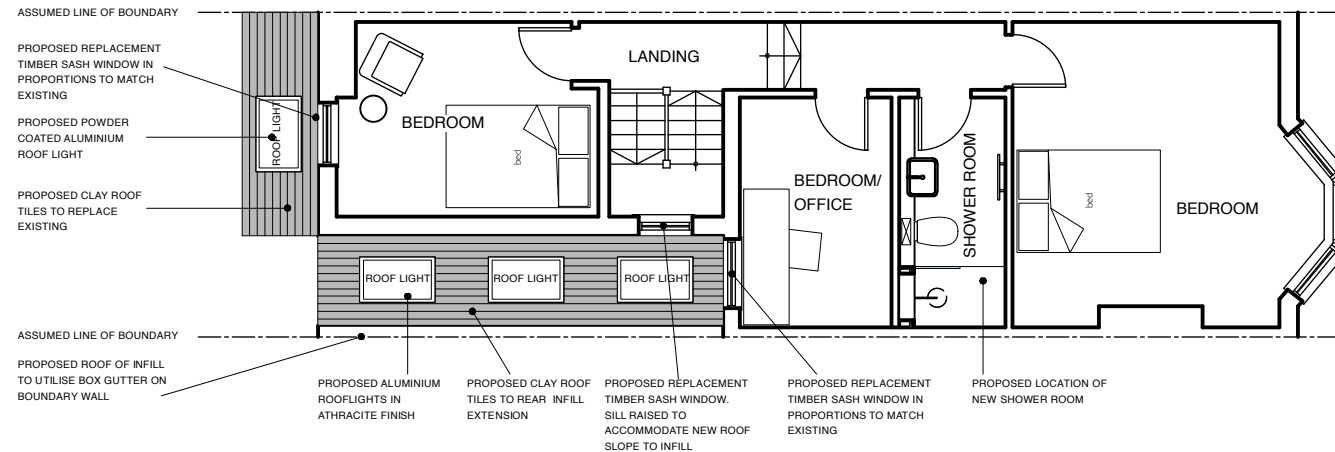 ASSUMED LINE OF BOUNDARY
PROPOSED REPLACEMENT
TIMBER SASH WINDOW IN
PROPORTIONS TO MATCH
EXISTING
PROPOSED POWDER
COATED ALUMINIUM
ROOF LIGHT
PROPOSED CLAY ROOF
TILES TO REPLACE
EXISTING
ROOF LIGHT
BEDROOM
bed
LANDING
BEDROOM/
OFFICE
SHOWER ROOM
bed
BEDROOM
ROOF LIGHT
ROOF LIGHT
ROOF LIGHT
ASSUMED LINE OF BOUNDARY
PROPOSED ROOF OF INFILL
TO UTILISE BOX GUTTER ON
BOUNDARY WALL
PROPOSED ALUMINIUM
ROOFLIGHTS IN
ATHRACITE FINISH
PROPOSED CLAY ROOF
TILES TO REAR INFILL
EXTENSION
PROPOSED REPLACEMENT
TIMBER SASH WINDOW.
SILL RAISED TO
ACCOMMODATE NEW ROOF
SLOPE TO INFILL
PROPOSED REPLACEMENT
TIMBER SASH WINDOW IN
PROPORTIONS TO MATCH
EXISTING
PROPOSED LOCATION OF
NEW SHOWER ROOM